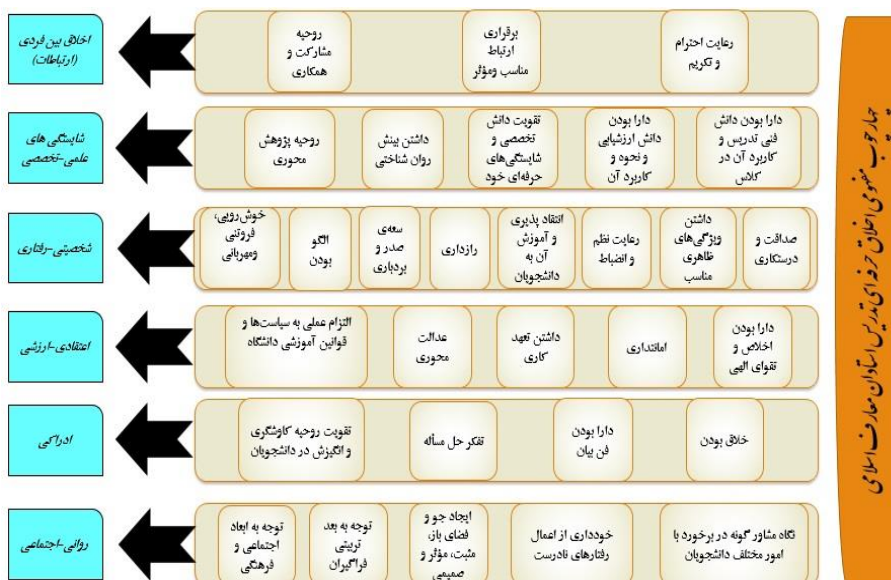 چهارچوب مفهومی اخلاق حرفه ای تدریس استادان معارف اسلامی
رعایت احترام
و تکریم
برقراری
ارتباط
مناسب ومؤثر
روحیه
مشارکت و
همکاری
اخلاق بین فردی
(ارتباطات)
دارا بودن دانش
فنی تدریس و
کاربرد آن در
کلاس
دارا بودن
دانش ارزشیابی
و نحوه و
کاربرد آن
تقویت دانش
تخصصی و
شایستگی‌های
حرفه‌ای خود
داشتن بینش
روان شناختی
روحیه پژوهش
محوری
شایستگی های
علمی-تخصصی
صداقت و
درستکاری
داشتن
ویژگی‌های
ظاهری
مناسب
رعایت نظم
و انضباط
انتقاد پذیری
و آموزش
آن به
دانشجویان
رازداری
سعه‌ی
صدر و
بردباری
الگو
بودن
خوش‌رویی،
فروتنی
ومهربانی
شخصیتی-رفتاری
دارا بودن
اخلاص و
تقوای الهی
امانتداری
داشتن تعهد
کاری
عدالت
محوری
التزام عملی به سیاست‌ها و
قوانین آموزشی دانشگاه
اعتقادی-ارزشی
خلاق بودن
دارا بودن
فن بیان
تفکر حل مسأله
تقویت روحیه کاوشگری
و انگیزش در دانشجویان
ادراکی
نگاه مشاور گونه در برخورد با
امور مختلف دانشجویان
خودداری از اعمال
رفتارهای نادرست
ایجاد جو و
فضای باز،
مثبت، مؤثر و
صمیمی
توجه به بعد
تربیتی
فراگیران
توجه به ابعاد
اجتماعی و
فرهنگی
روانی-اجتماعی